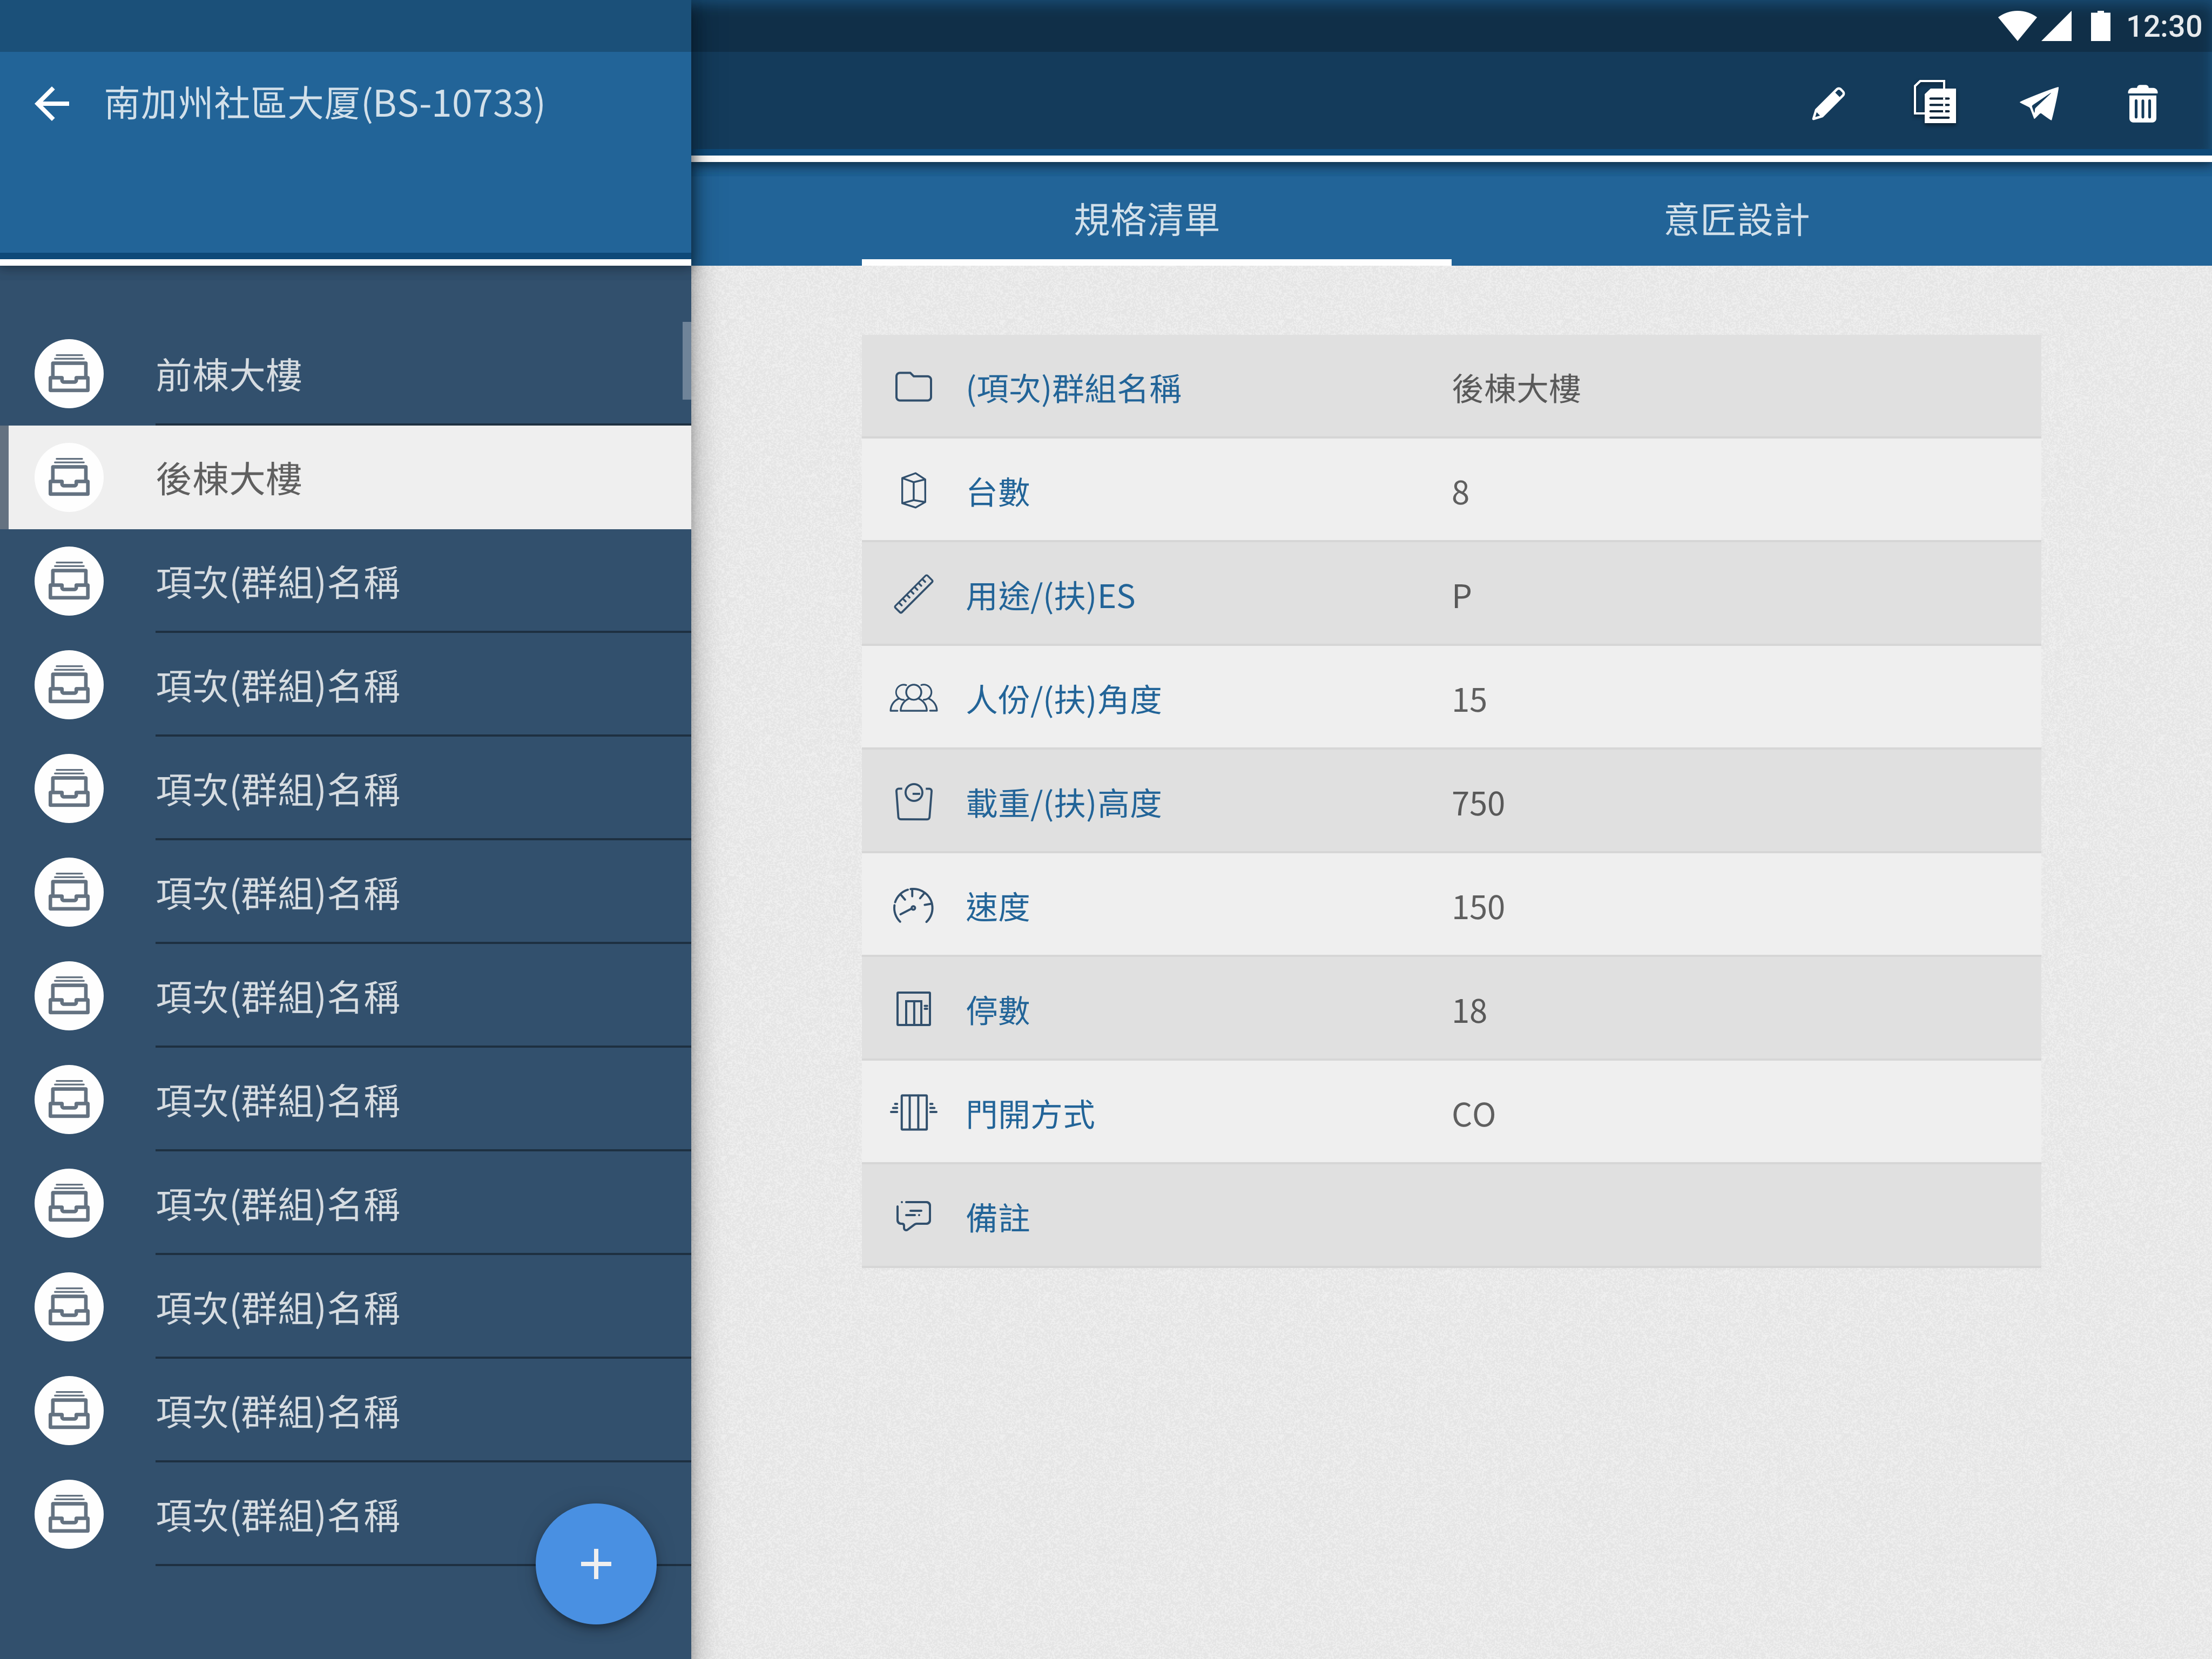 12:30
南加州社區大厦(BS-10733)
規格清單
意匠設計
前棟大樓
後棟大樓
項次(群組)名稱
項次(群組)名稱
項次(群組)名稱
項次(群組)名稱
項次(群組)名稱
項次(群組)名稱
項次(群組)名稱
項次(群組)名稱
項次(群組)名稱
項次(群組)名稱
(項次)群組名稱 後棟大樓
台數 8
用途/(扶)ES P
人份/(扶)角度 15
載重/(扶)高度 750
速度 150
停數 18
門開方式 CO
備註